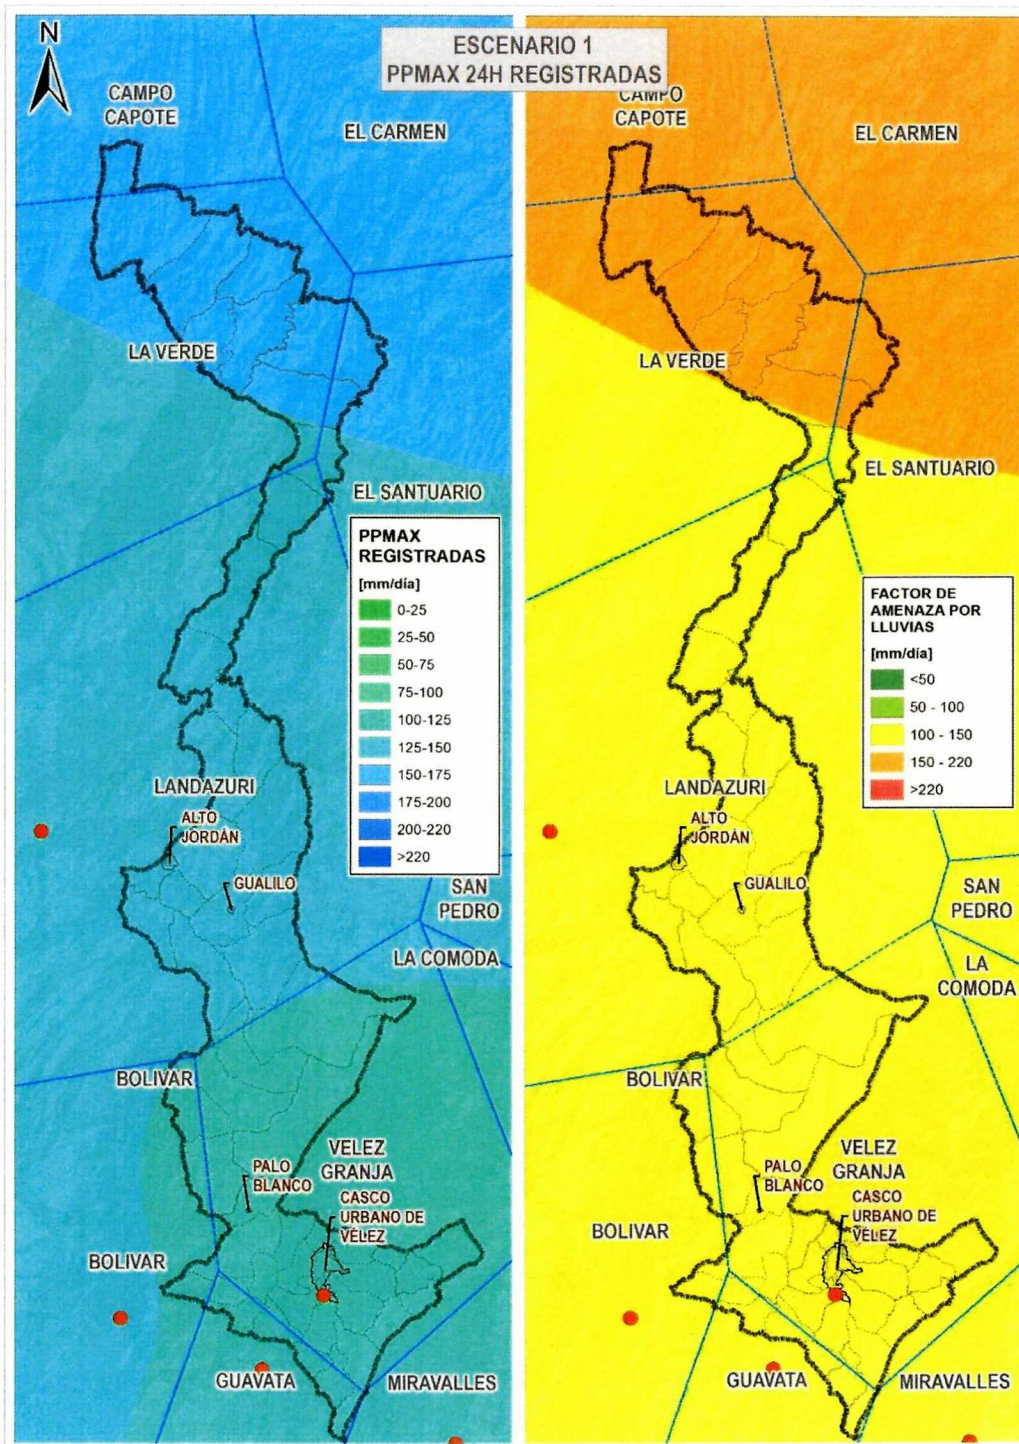 ESCENARIO 1
PPMAX 24H REGISTRADAS
N
CAMPO
CAPOTE
EL CARMEN
LA VERDE
EL SANTUARIO
PPMAX
REGISTRADAS
[mm/día]
0-25
25-50
50-75
75-100
100-125
125-150
150-175
175-200
200-220
>220
LANDAZURI
ALTO
JORDÁN
GUALILO
SAN
PEDRO
LA COMODA
BOLIVAR
VELEZ
GRANJA
PALO
BLANCO
CASCO
URBANO DE
VÉLEZ
BOLIVAR
GUAVATA
MIRAVALLES
CAMPO
CAPOTE
EL CARMEN
LA VERDE
EL SANTUARIO
FACTOR DE
AMENAZA POR
LLUVIAS
[mm/día]
<50
50 - 100
100 - 150
150 - 220
>220
LANDAZURI
ALTO
JORDÁN
GUALILO
SAN
PEDRO
LA
COMODA
BOLIVAR
VELEZ
GRANJA
PALO
BLANCO
CASCO
URBANO DE
VÉLEZ
BOLIVAR
GUAVATA
MIRAVALLES